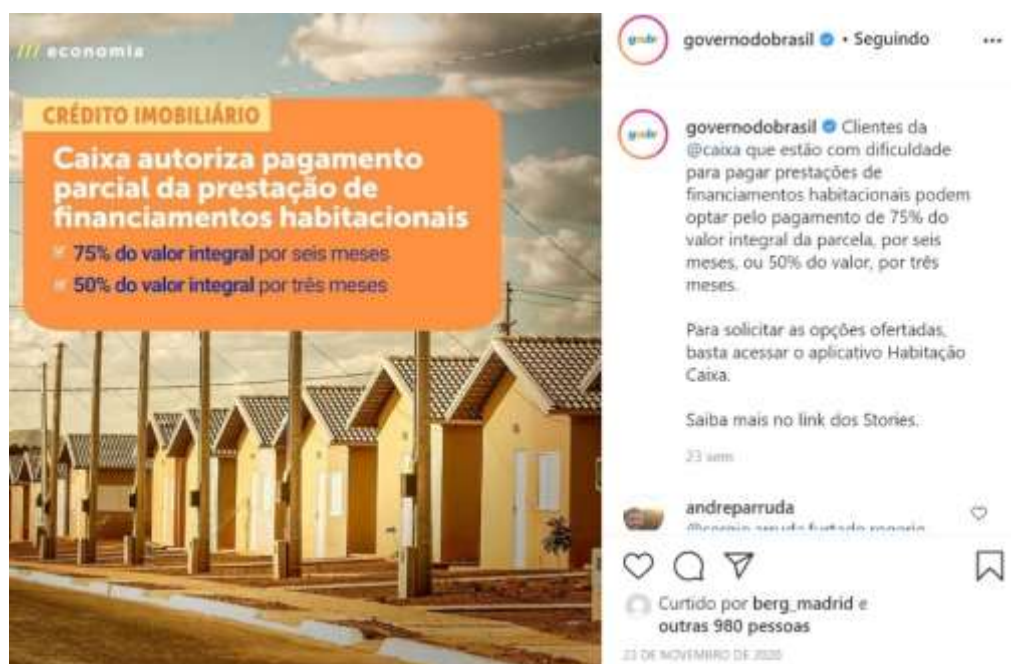 /// economia
CRÉDITO IMOBILIÁRIO
Caixa autoriza pagamento
parcial da prestação de
financiamentos habitacionais
75% do valor integral por seis meses
50% do valor integral por três meses
governodobrasil • Seguindo
governodobrasil Clientes da
@caixa que estão com dificuldade
para pagar prestações de
financiamentos habitacionais podem
optar pelo pagamento de 75% do
valor integral da parcela, por seis
meses, ou 50% do valor, por três
meses.
Para solicitar as opções ofertadas,
basta acessar o aplicativo Habitação
Caixa.
Saiba mais no link dos Stories.
23 sem
andreparruda
Curtido por berg_madrid e
outras 980 pessoas
23 DE NOVEMBRO DE 2020